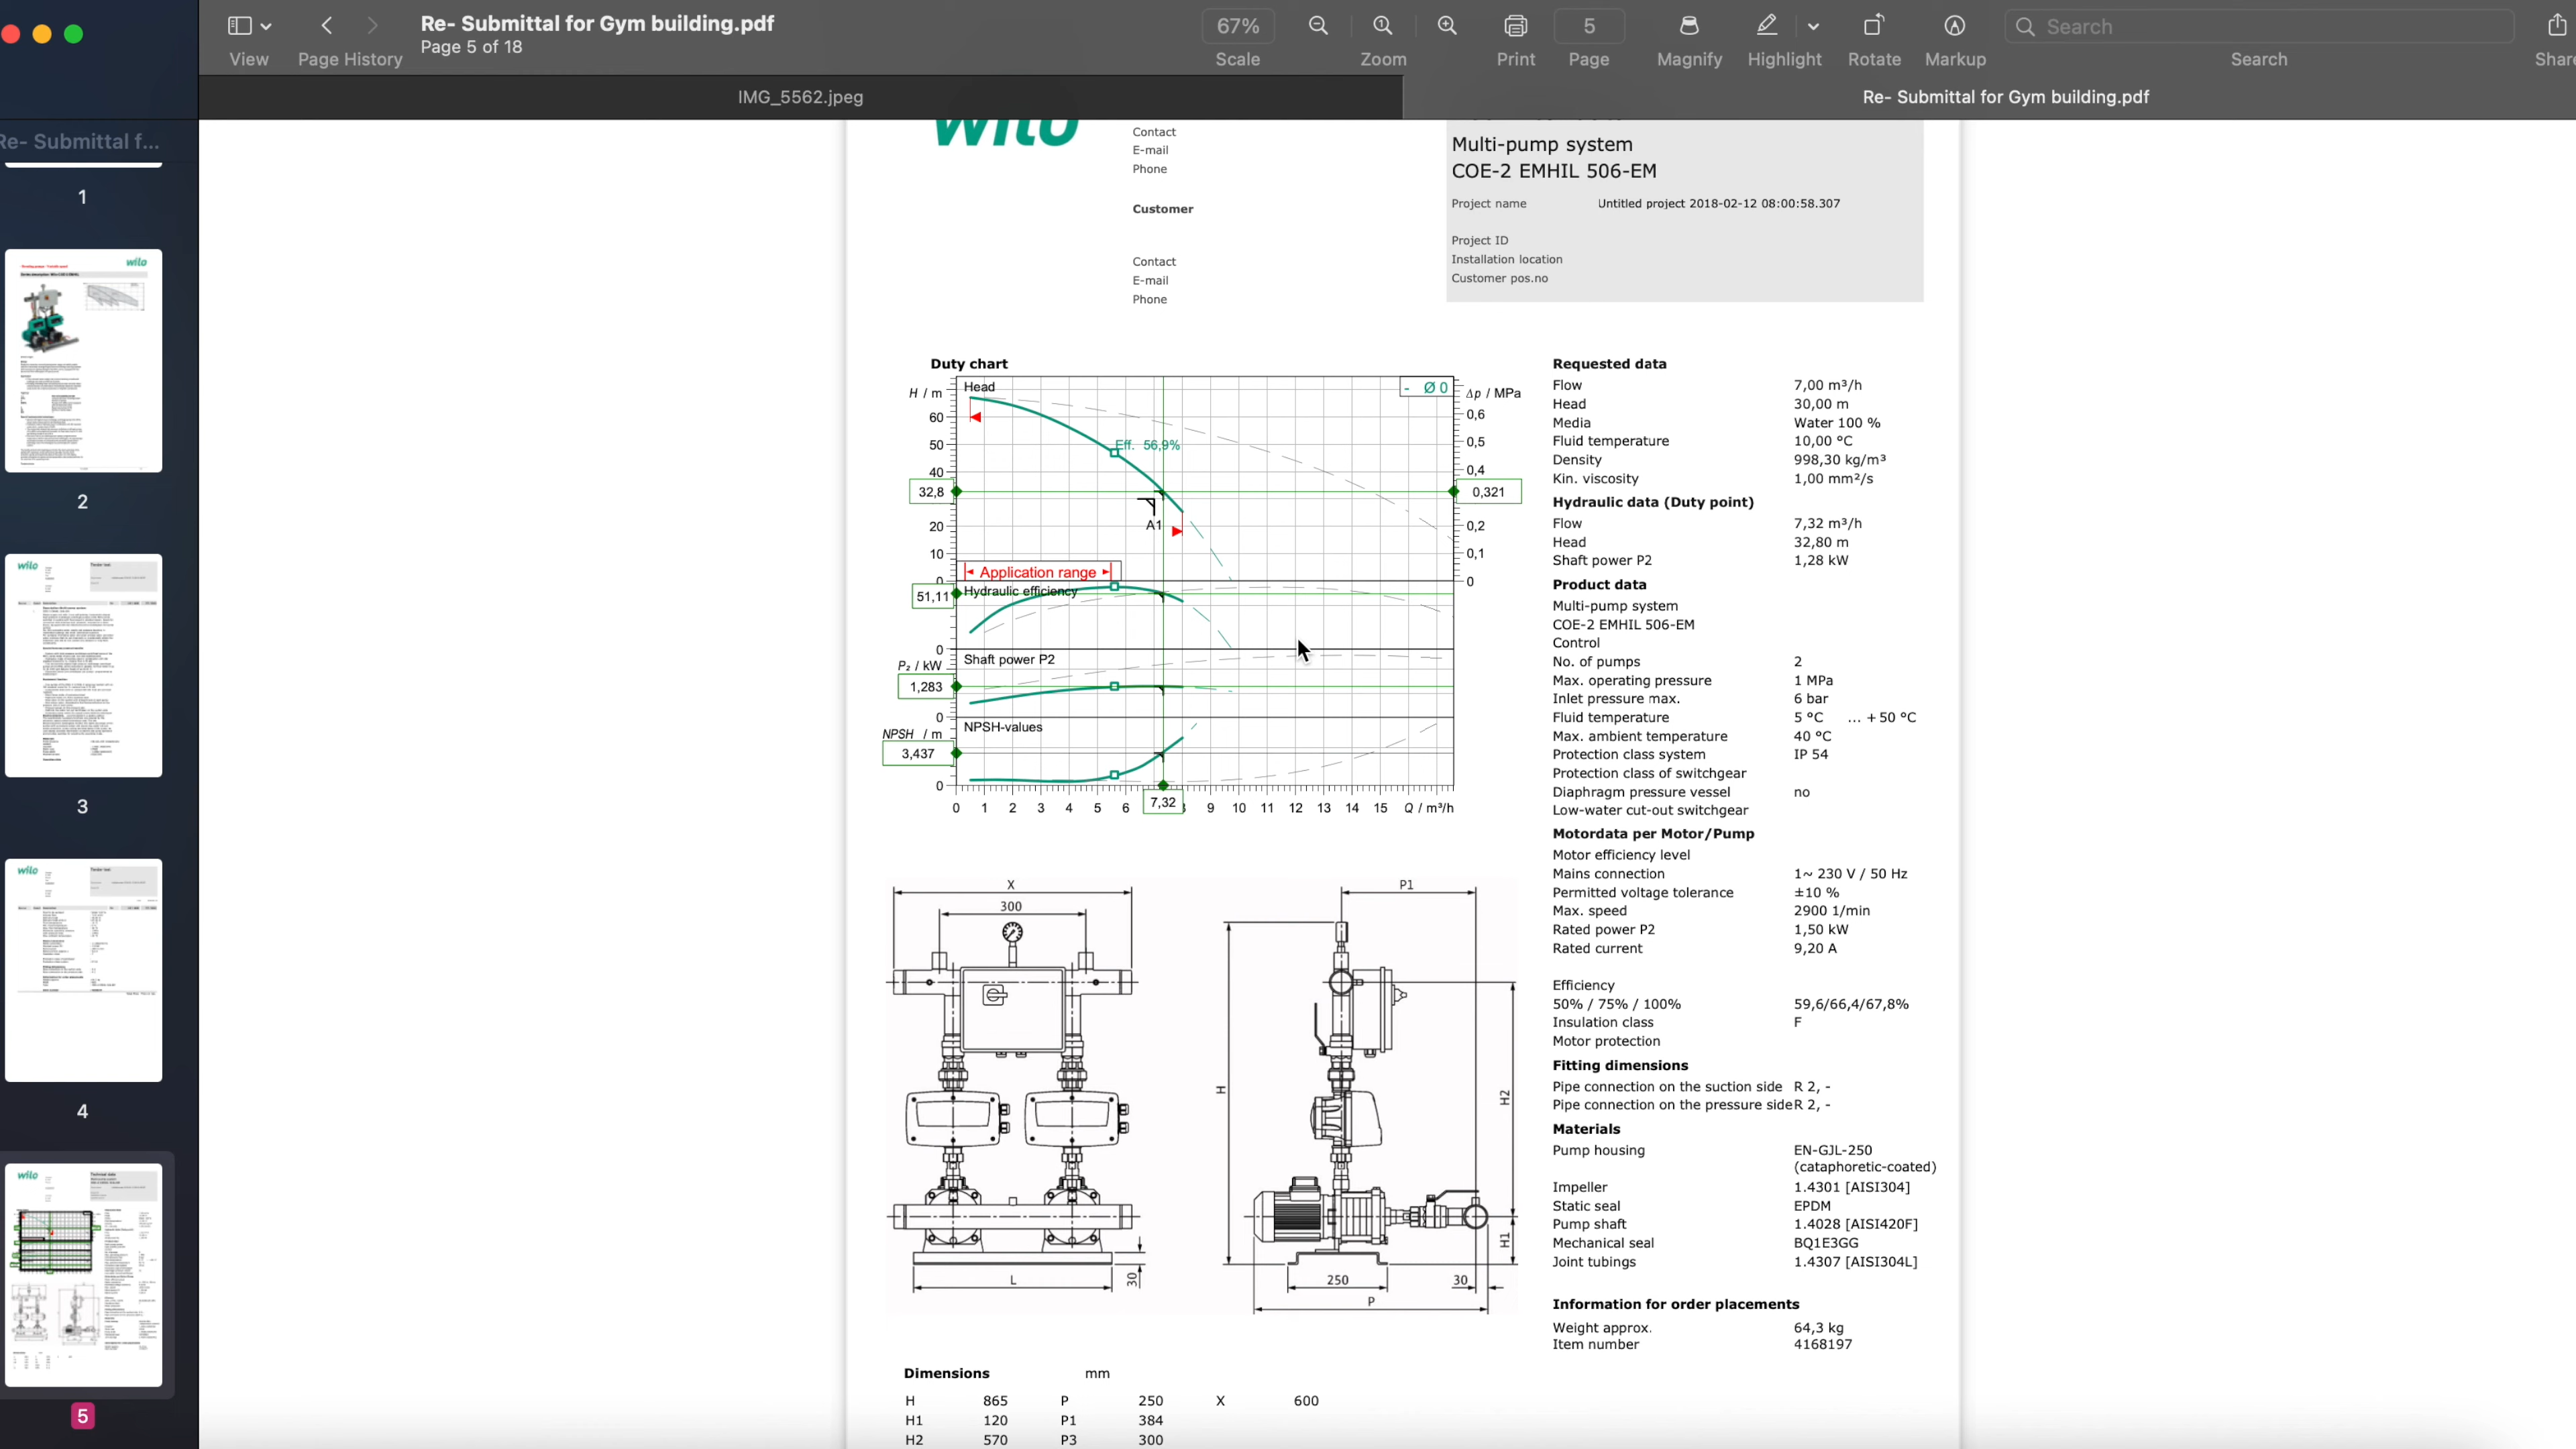 Re- Submittal for Gym building.pdf
Page 5 of 18
View
Page History
67%
Scale
Zoom
Print
5
Page
Magnify
Highlight
Rotate
Markup
Search
Search
Shar
IMG_5562.jpeg
Re- Submittal for Gym building.pdf
Re- Submittal f...
1
2
3
4
5
wilo
Contact
E-mail
Phone
Customer
Contact
E-mail
Phone
Multi-pump system
COE-2 EMHIL 506-EM
Project name Untitled project 2018-02-12 08:00:58.307
Project ID
Installation location
Customer pos.no
Duty chart
H / m
Head
- Ø 0
Δp / MPa
60
50
40
32,8
20
10
0
0,6
0,5
0,4
0,321
0,2
0,1
0
Eff. 56,9%
A1
Application range
51,11
Hydraulic efficiency
0
P₂ / kW
Shaft power P2
1,283
0
NPSH / m
NPSH-values
3,437
0
0 1 2 3 4 5 6 7,32 9 10 11 12 13 14 15 Q / m³/h
Requested data
Flow 7,00 m³/h
Head 30,00 m
Media Water 100 %
Fluid temperature 10,00 °C
Density 998,30 kg/m³
Kin. viscosity 1,00 mm²/s
Hydraulic data (Duty point)
Flow 7,32 m³/h
Head 32,80 m
Shaft power P2 1,28 kW
Product data
Multi-pump system
COE-2 EMHIL 506-EM
Control
No. of pumps 2
Max. operating pressure 1 MPa
Inlet pressure max. 6 bar
Fluid temperature 5 °C ... +50 °C
Max. ambient temperature 40 °C
Protection class system IP 54
Protection class of switchgear
Diaphragm pressure vessel no
Low-water cut-out switchgear
Motordata per Motor/Pump
Motor efficiency level
Mains connection 1~ 230 V / 50 Hz
Permitted voltage tolerance ±10 %
Max. speed 2900 1/min
Rated power P2 1,50 kW
Rated current 9,20 A
Efficiency
50% / 75% / 100% 59,6/66,4/67,8%
Insulation class F
Motor protection
Fitting dimensions
Pipe connection on the suction side R 2, -
Pipe connection on the pressure side R 2, -
Materials
Pump housing EN-GJL-250
(cataphoretic-coated)
Impeller 1.4301 [AISI304]
Static seal EPDM
Pump shaft 1.4028 [AISI420F]
Mechanical seal BQ1E3GG
Joint tubings 1.4307 [AISI304L]
Information for order placements
Weight approx. 64,3 kg
Item number 4168197
X
300
L
30
P1
H
H2
H1
250
30
P
Dimensions mm
H 865 P 250 X 600
H1 120 P1 384
H2 570 P3 300